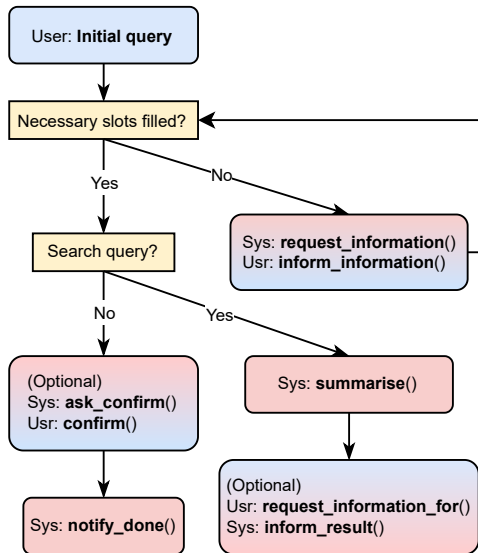 User: Initial query
Necessary slots filled?
Yes
No
Sys: request_information()
Usr: inform_information()
Search query?
No
Yes
(Optional)
Sys: ask_confirm()
Usr: confirm()
Sys: summarise()
Sys: notify_done()
(Optional)
Usr: request_information_for()
Sys: inform_result()